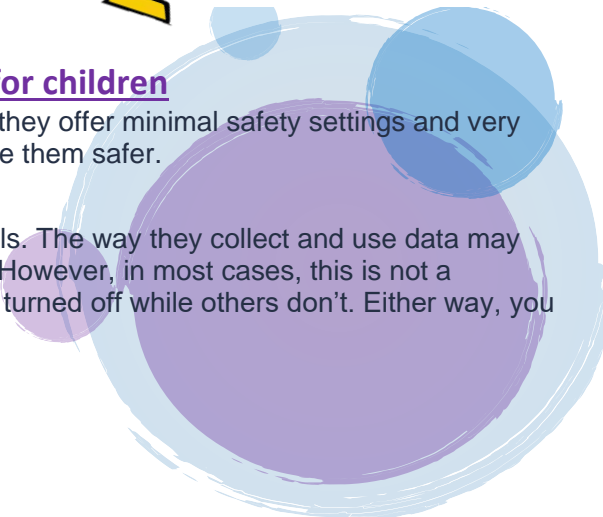 for children
they offer minimal safety settings and very
e them safer.
ls. The way they collect and use data may
However, in most cases, this is not a
turned off while others don't. Either way, you